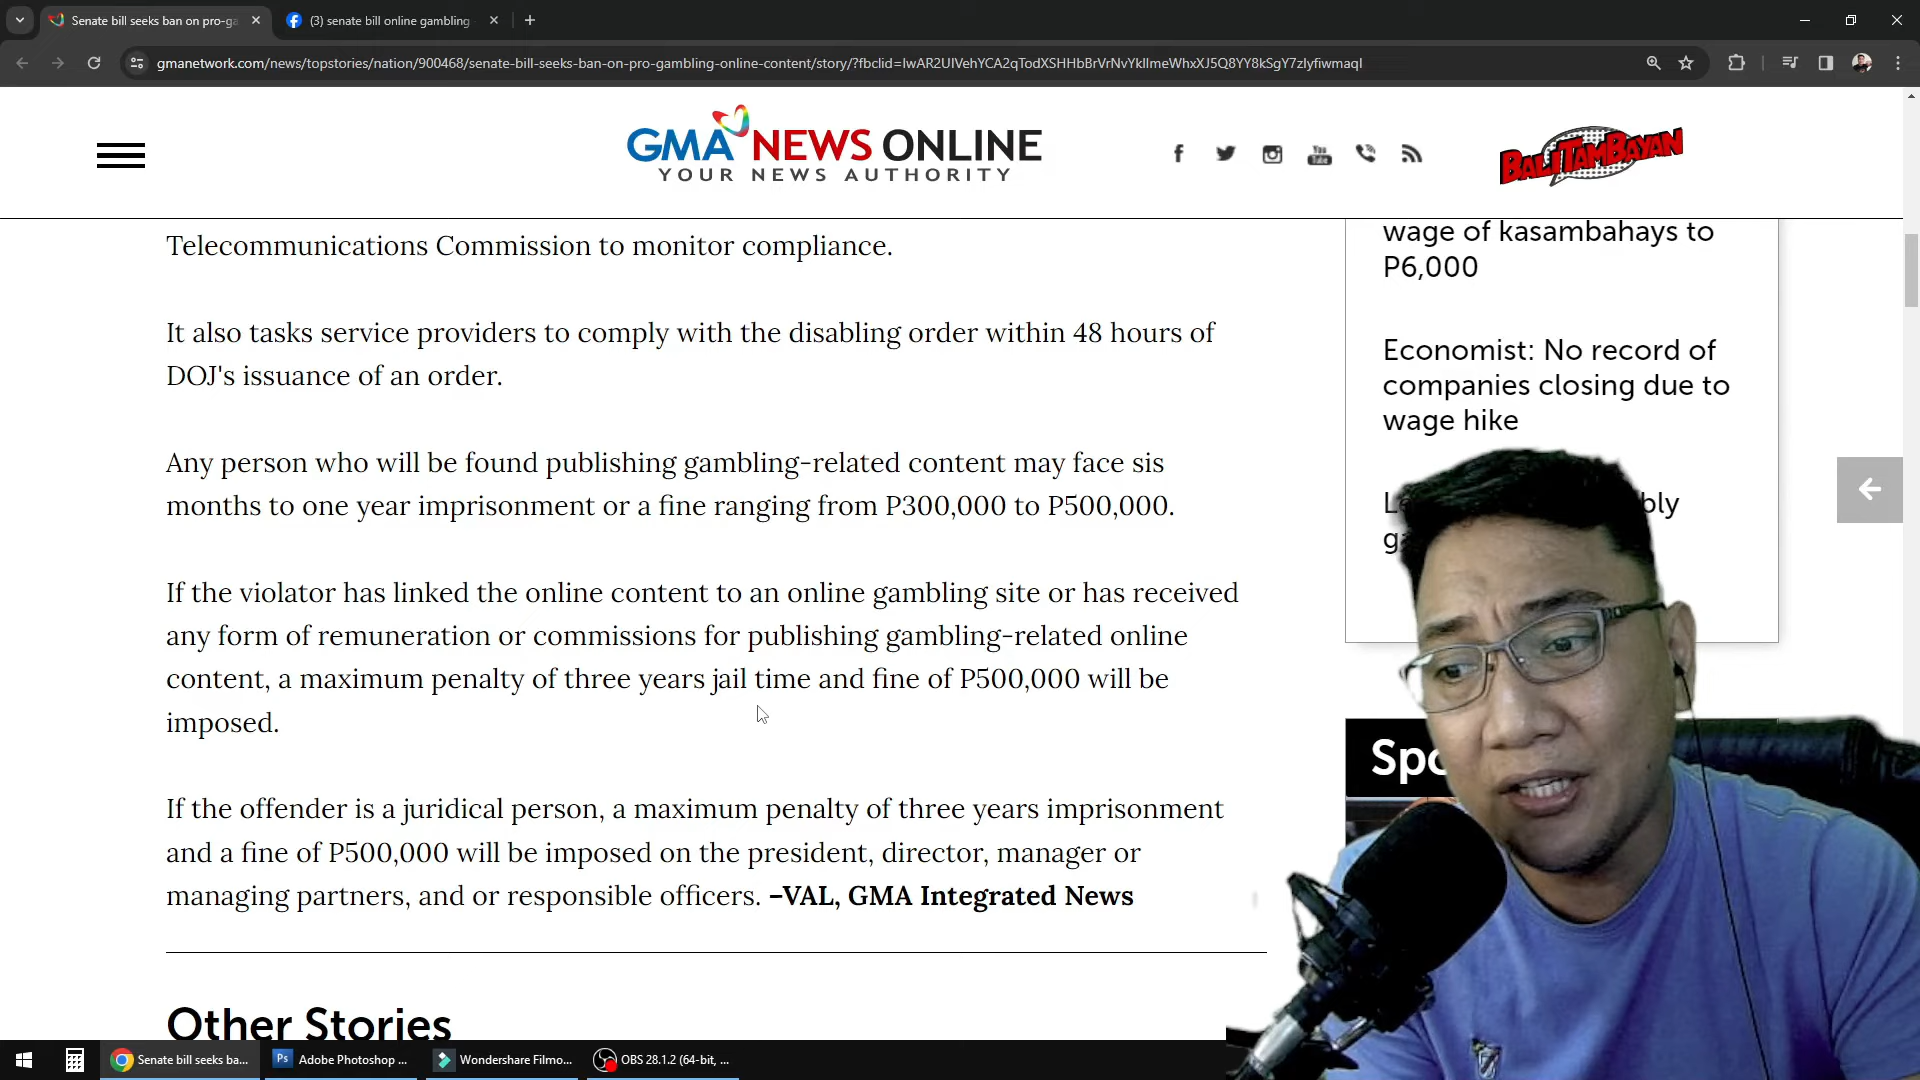 Senate bill seeks ban on pro-ga
(3) senate bill online gambling
gmanetwork.com/news/topstories/nation/900468/senate-bill-seeks-ban-on-pro-gambling-online-content/story/?fbclid=
GMA NEWS ONLINE
YOUR NEWS AUTHORITY
You Tube
BALITAMBAYAN
Telecommunications Commission to monitor compliance.
It also tasks service providers to comply with the disabling order within 48 hours of
DOJ's issuance of an order.
Any person who will be found publishing gambling-related content may face sis
months to one year imprisonment or a fine ranging from P300,000 to P500,000.
If the violator has linked the online content to an online gambling site or has received
any form of remuneration or commissions for publishing gambling-related online
content, a maximum penalty of three years jail time and fine of P500,000 will be
imposed.
If the offender is a juridical person, a maximum penalty of three years imprisonment
and a fine of P500,000 will be imposed on the president, director, manager or
managing partners, and or responsible officers. –VAL, GMA Integrated News
Other Stories
wage of kasambahays to
P6,000
Economist: No record of
companies closing due to
wage hike
Senate bill seeks ba...
Ps
Adobe Photoshop ...
Wondershare Filmo...
OBS 28.1.2 (64-bit, ...